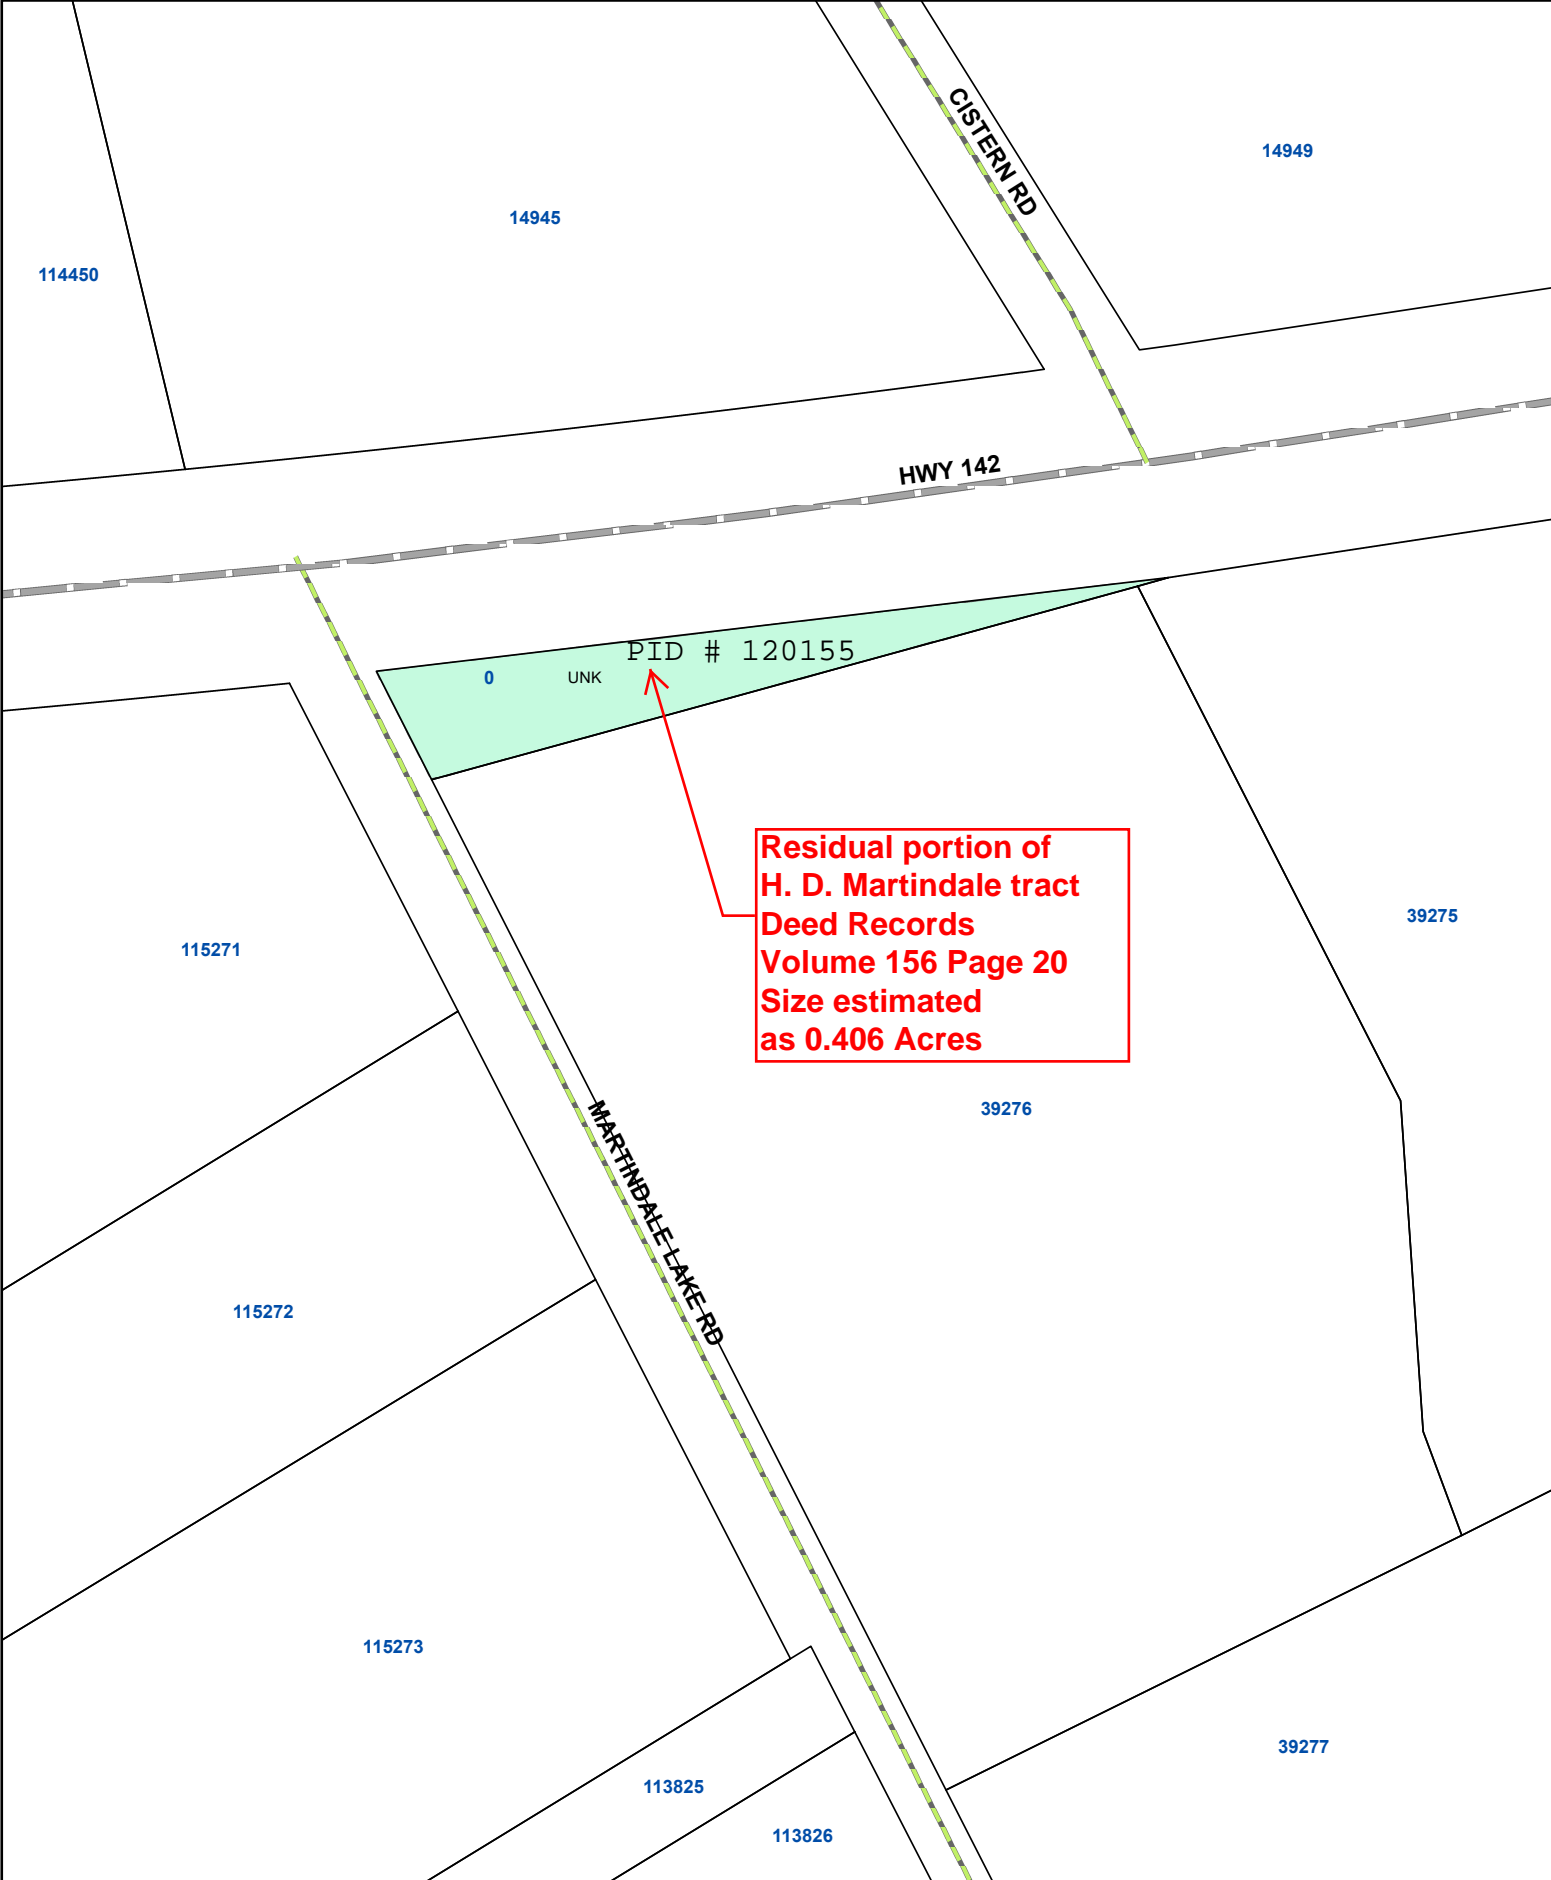 CISTERN RD
14949
14945
114450
HWY 142
PID # 120155
0
UNK
Residual portion of
H. D. Martindale tract
Deed Records
Volume 156 Page 20
Size estimated
as 0.406 Acres
39275
115271
39276
MARTINDALE LAKE RD
115272
115273
39277
113825
113826